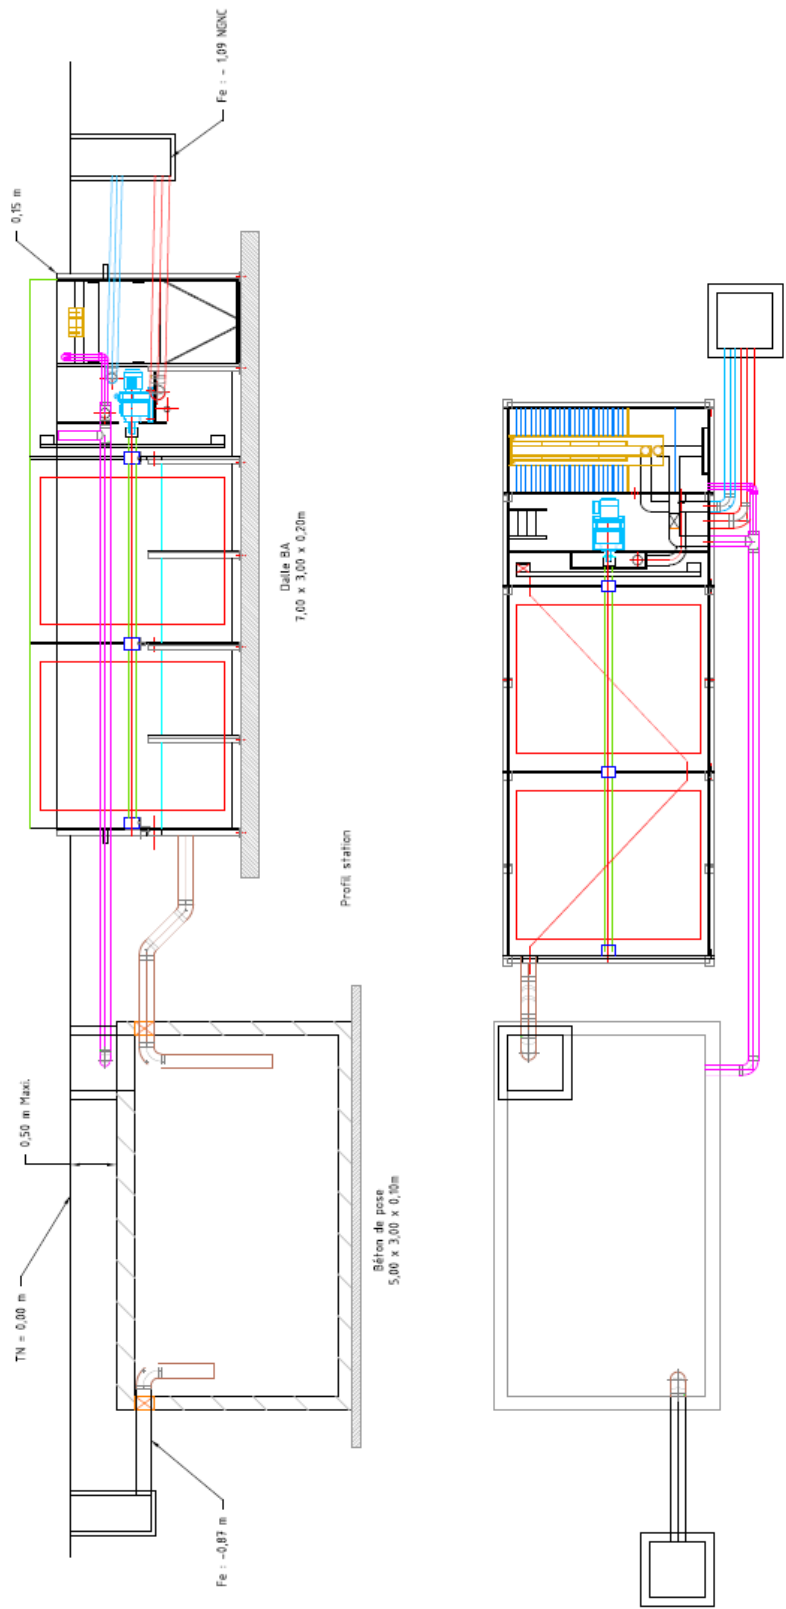 TN = 0,00 m
0,50 m Maxi.
0,15 m
Fe : - 1,09 NGNC
Fe : -0,87 m
Béton de pose
5,00 x 3,00 x 0,10m
Profil station
Dalle BA
7,00 x 3,00 x 0,20m